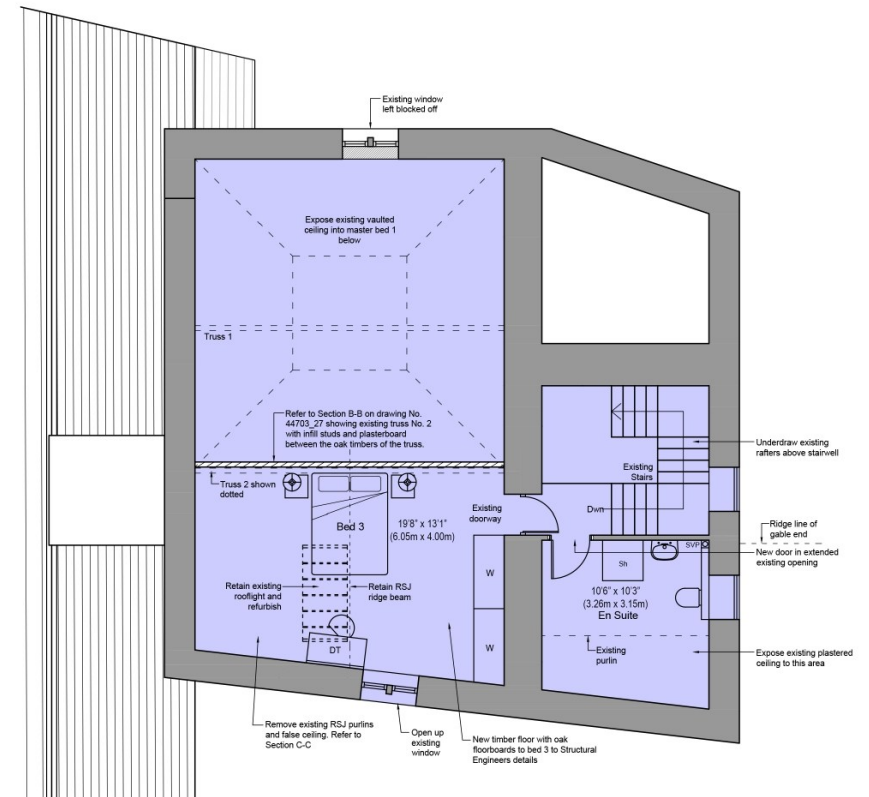 Existing window
left blocked off
Expose existing vaulted
ceiling into master bed 1
below
Truss 1
Refer to Section B-B on drawing No.
44703_27 showing existing truss No. 2
with infill studs and plasterboard
between the oak timbers of the truss.
Underdraw existing
rafters above stairwell
Existing
Stairs
Truss 2 shown
dotted
Existing
doorway
Dwn
Bed 3
19'8" x 13'1"
(6.05m x 4.00m)
Ridge line of
gable end
SVP
New door in extended
existing opening
Sh
W
Retain existing
rooflight and
refurbish
Retain RSJ
ridge beam
10'6" x 10'3"
(3.26m x 3.15m)
En Suite
DT
W
Existing
purlin
Expose existing plastered
ceiling to this area
Remove existing RSJ purlins
and false ceiling. Refer to
Section C-C
Open up
existing
window
New timber floor with oak
floorboards to bed 3 to Structural
Engineers details